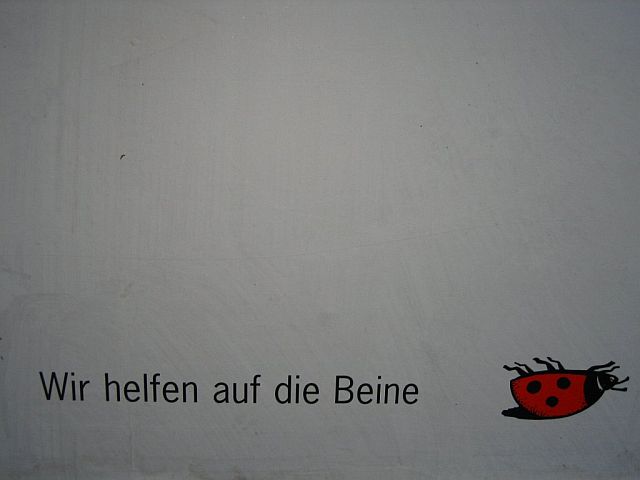 Wir helfen auf die Beine